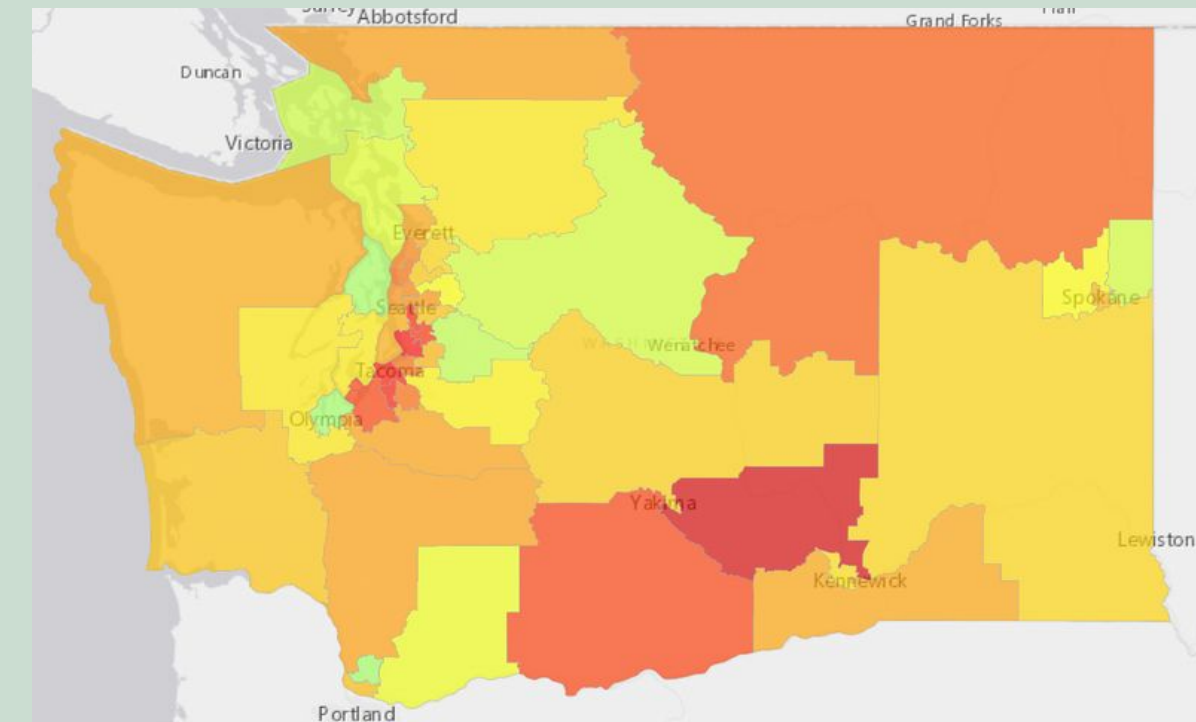 Abbotsford
Grand Forks
Duncan
Victoria
Everett
Spokane
Seattle
Wenatchee
Tacoma
Olympia
Yakima
Lewiston
Kennewick
Portland